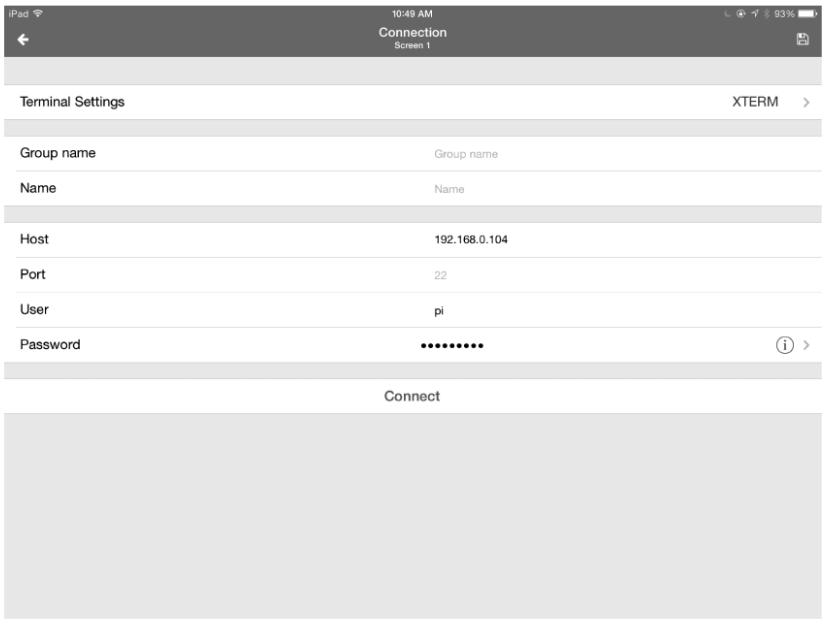 iPad 10:49 AM 93%
Connection
Screen 1
Terminal Settings XTERM
Group name Group name
Name Name
Host 192.168.0.104
Port 22
User pi
Password •••••••••
Connect